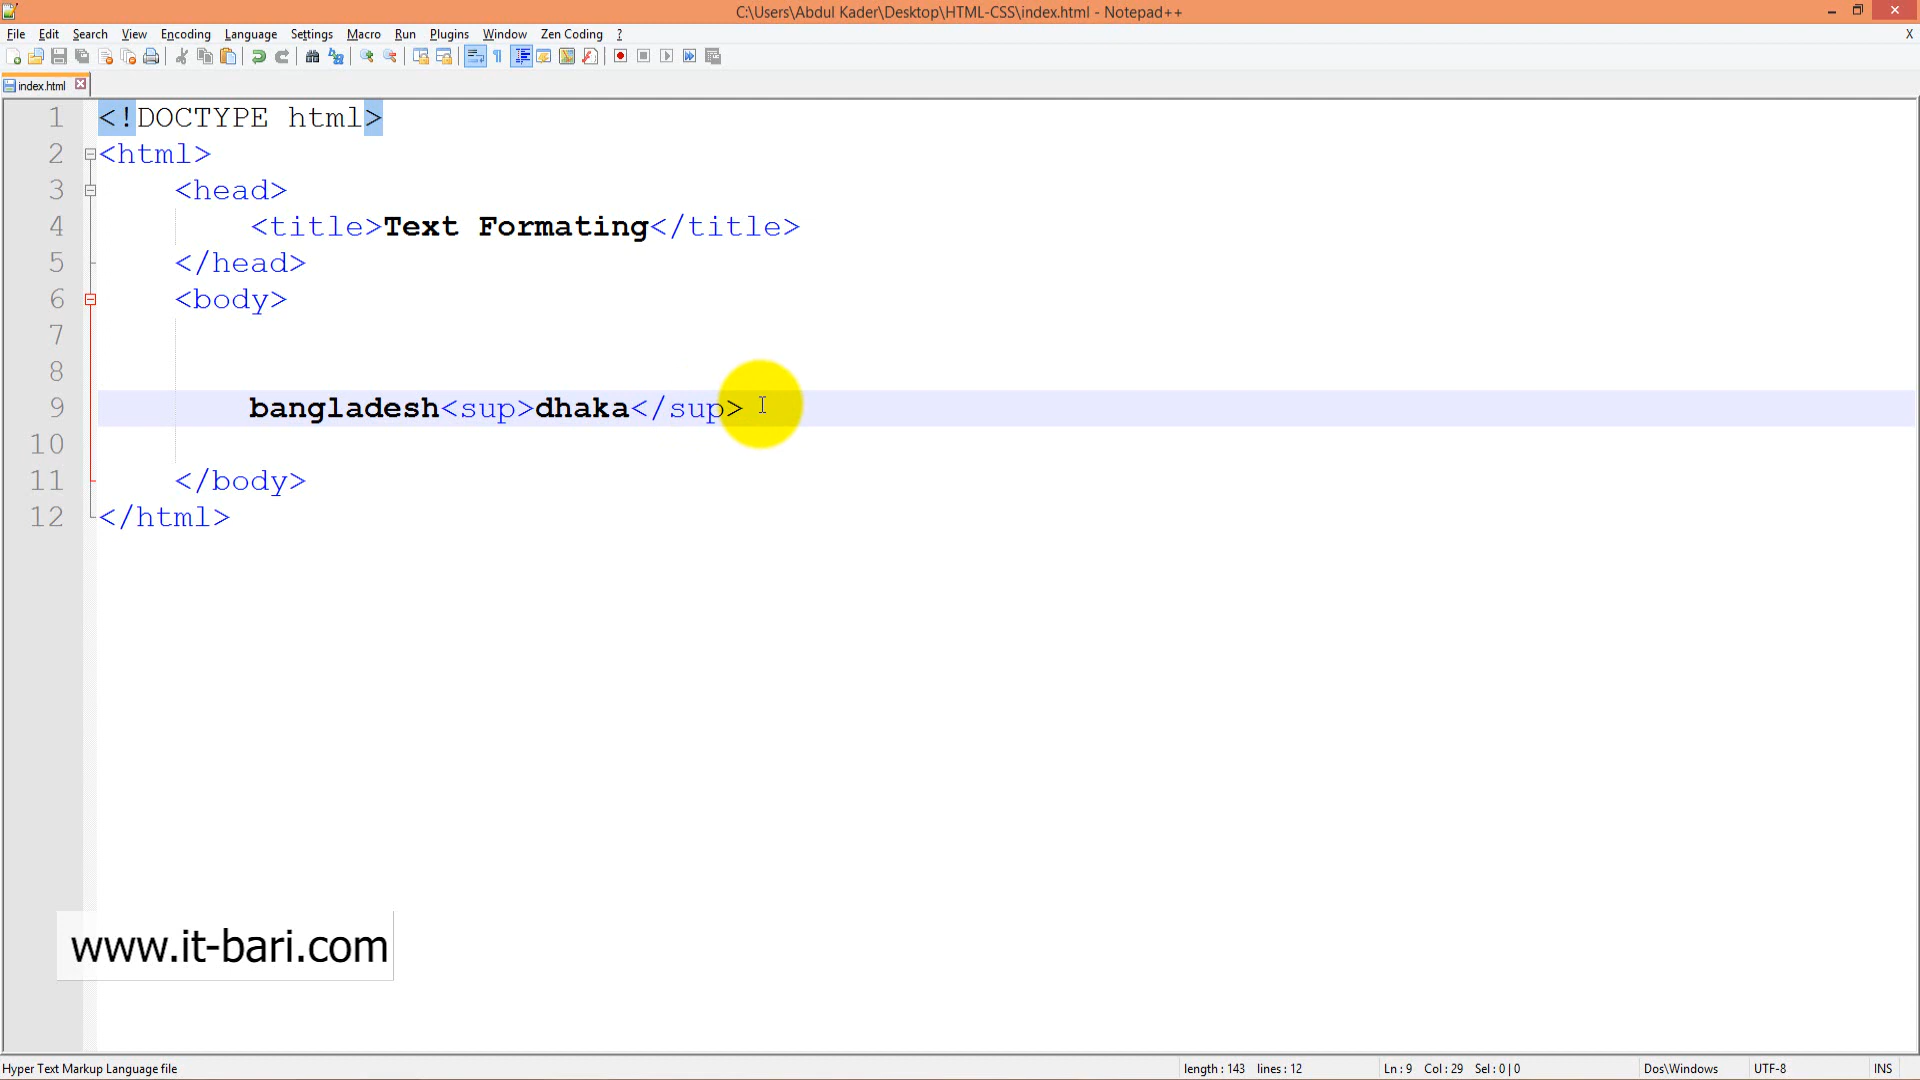 C:\Users\Abdul Kader\Desktop\HTML-CSS\index.html - Notepad++
File Edit Search View Encoding Language Settings Macro Run Plugins Window Zen Coding ? X
index.html
1 <!DOCTYPE html>
2 <html>
3 <head>
4 <title>Text Formating</title>
5 </head>
6 <body>
7
8
9 bangladesh<sup>dhaka</sup>
10
11 </body>
12 </html>
www.it-bari.com
Hyper Text Markup Language file length : 143 lines : 12 Ln : 9 Col : 29 Sel : 0 | 0 Dos\Windows UTF-8 INS